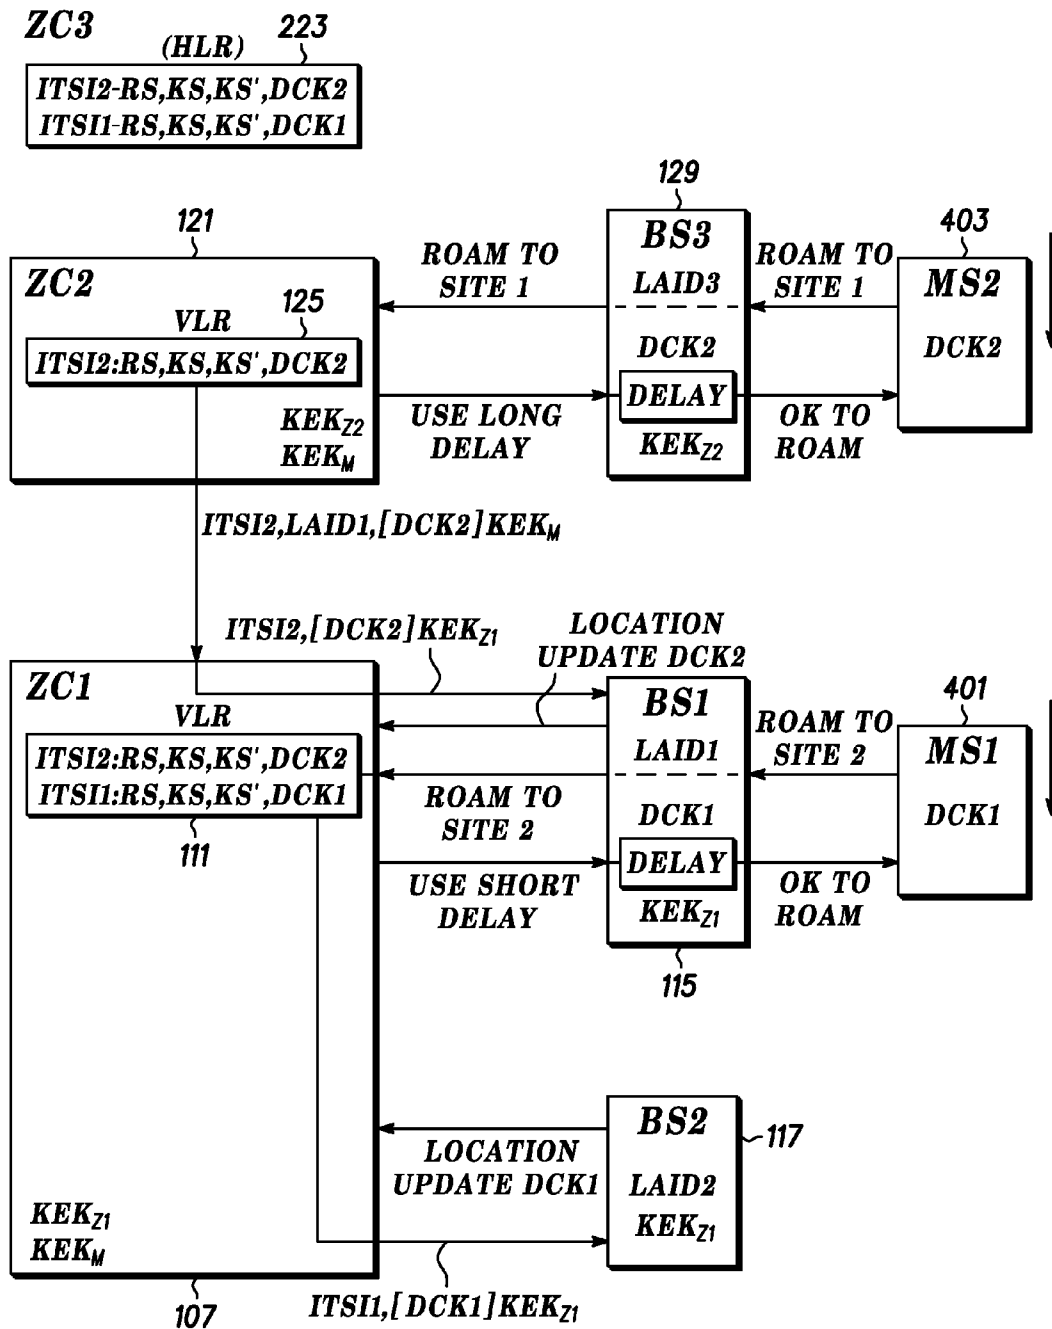 ZC3
(HLR)
223
ITSI2-RS,KS,KS',DCK2
ITSI1-RS,KS,KS',DCK1
121
ZC2
VLR
125
ITSI2:RS,KS,KS',DCK2
KEKZ2
KEKM
ROAM TO
SITE 1
USE LONG
DELAY
129
BS3
LAID3
DCK2
DELAY
KEKZ2
ROAM TO
SITE 1
OK TO
ROAM
403
MS2
DCK2
ITSI2,LAID1,[DCK2]KEKM
ITSI2,[DCK2]KEKZ1
LOCATION
UPDATE DCK2
ZC1
VLR
ITSI2:RS,KS,KS',DCK2
ITSI1:RS,KS,KS',DCK1
111
ROAM TO
SITE 2
USE SHORT
DELAY
BS1
LAID1
DCK1
DELAY
KEKZ1
115
ROAM TO
SITE 2
OK TO
ROAM
401
MS1
DCK1
LOCATION
UPDATE DCK1
BS2
LAID2
KEKZ1
117
KEKZ1
KEKM
107
ITSI1,[DCK1]KEKZ1